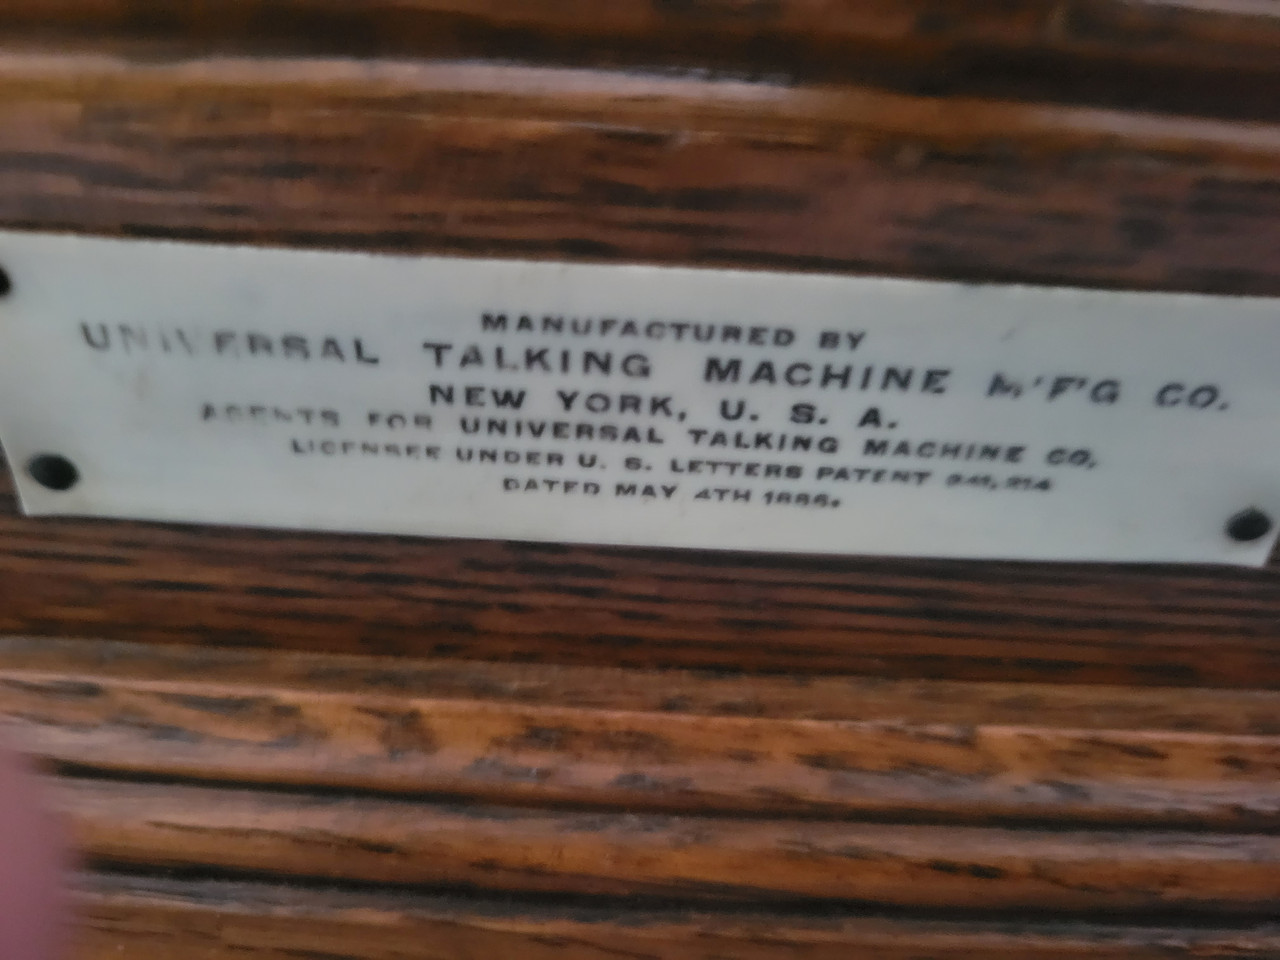 MANUFACTURED BY
UNIVERSAL TALKING MACHINE M'F'G CO.
NEW YORK, U. S. A.
AGENTS FOR UNIVERSAL TALKING MACHINE CO,
LICENSEE UNDER U. S. LETTERS PATENT
DATED MAY 4TH 1886.